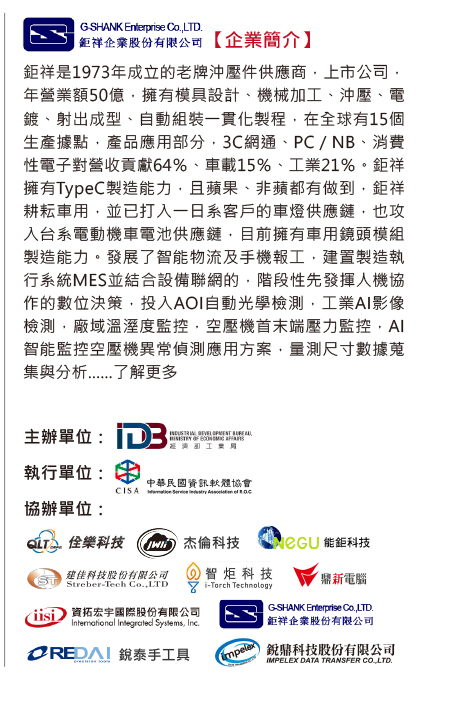 G-SHANK Enterprise Co.,LTD.
鉅祥企業股份有限公司【企業簡介】
鉅祥是1973年成立的老牌沖壓件供應商，上市公司，
年營業額50億，擁有模具設計、機械加工、沖壓、電
鍍、射出成型、自動組裝一貫化製程，在全球有15個
生產據點，產品應用部分，3C網通、PC / NB、消費
性電子對營收貢獻64%、車載15%、工業21%。鉅祥
擁有TypeC製造能力，且蘋果、非蘋都有做到，鉅祥
耕耘車用，並已打入一日系客戶的車燈供應鏈，也攻
入台系電動機車電池供應鏈，目前擁有車用鏡頭模組
製造能力。發展了智能物流及手機報工，建置製造執
行系統MES並結合設備聯網的，階段性先發揮人機協
作的數位決策，投入AOI自動光學檢測，工業AI影像
檢測，廠域溫溼度監控，空壓機首末端壓力監控，AI
智能監控空壓機異常偵測應用方案，量測尺寸數據蒐
集與分析......了解更多
主辦單位： IDB INDUSTRIAL DEVELOPMENT BUREAU,
MINISTRY OF ECONOMIC AFFAIRS
經濟部工業局
執行單位： CISA 中華民國資訊軟體協會
Information Service Industry Association of R.O.C
協辦單位：
佳樂科技 jwli 杰倫科技 NeGU 能鉅科技
ST 建佳科技股份有限公司
Streber-Tech Co.,LTD
智炬科技
i-Torch Technology
鼎新電腦
iisi 資拓宏宇國際股份有限公司
International Integrated Systems, Inc.
G-SHANK Enterprise Co.,LTD.
鉅祥企業股份有限公司
OREDAI precision tools 銳泰手工具
impelex 銳鼎科技股份有限公司
IMPELEX DATA TRANSFER CO.,LTD.